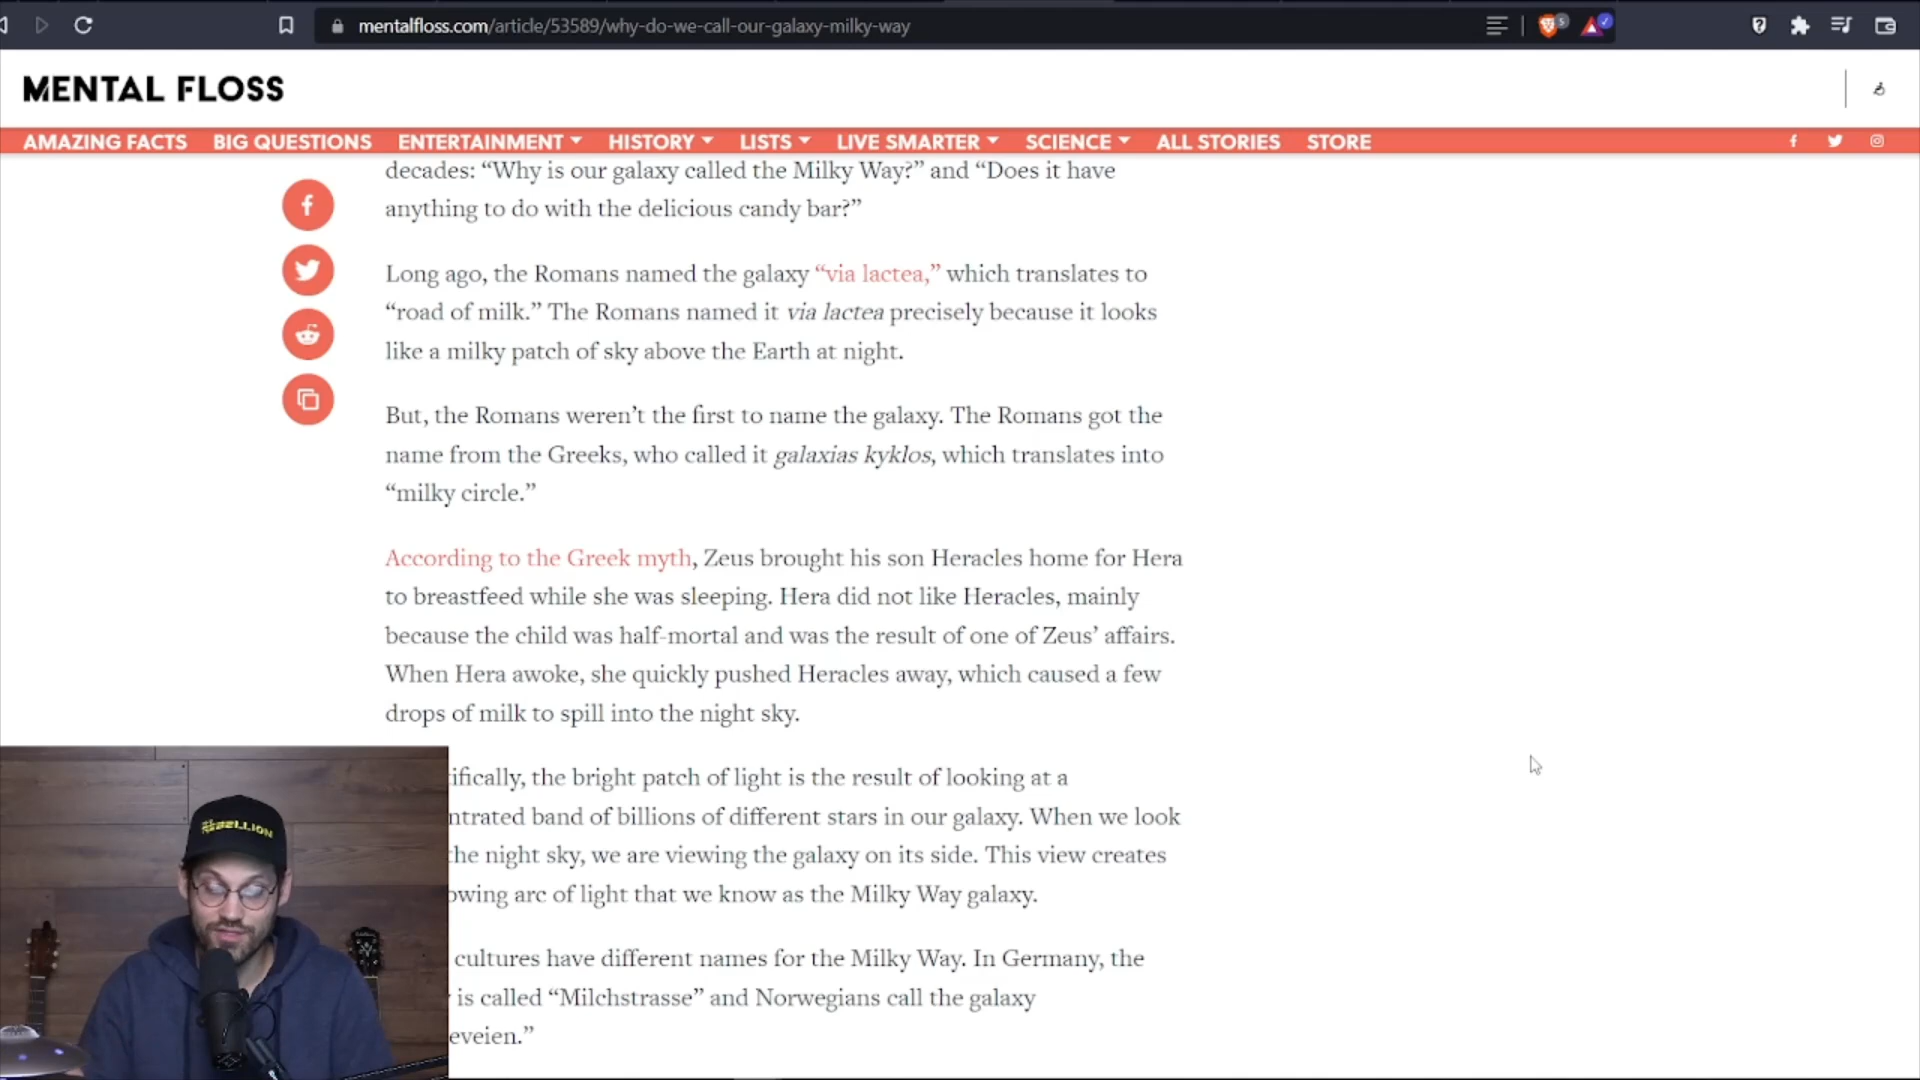 mentalfloss.com/article/53589/why-do-we-call-our-galaxy-milky-way
5
MENTAL FLOSS
AMAZING FACTS BIG QUESTIONS ENTERTAINMENT HISTORY LISTS LIVE SMARTER SCIENCE ALL STORIES STORE
decades: “Why is our galaxy called the Milky Way?” and “Does it have
anything to do with the delicious candy bar?”
Long ago, the Romans named the galaxy “via lactea,” which translates to
“road of milk.” The Romans named it via lactea precisely because it looks
like a milky patch of sky above the Earth at night.
But, the Romans weren’t the first to name the galaxy. The Romans got the
name from the Greeks, who called it galaxias kyklos, which translates into
“milky circle.”
According to the Greek myth, Zeus brought his son Heracles home for Hera
to breastfeed while she was sleeping. Hera did not like Heracles, mainly
because the child was half-mortal and was the result of one of Zeus’ affairs.
When Hera awoke, she quickly pushed Heracles away, which caused a few
drops of milk to spill into the night sky.
ifically, the bright patch of light is the result of looking at a
ntrated band of billions of different stars in our galaxy. When we look
he night sky, we are viewing the galaxy on its side. This view creates
owing arc of light that we know as the Milky Way galaxy.
cultures have different names for the Milky Way. In Germany, the
is called “Milchstrasse” and Norwegians call the galaxy
eveien.”
REBELLION